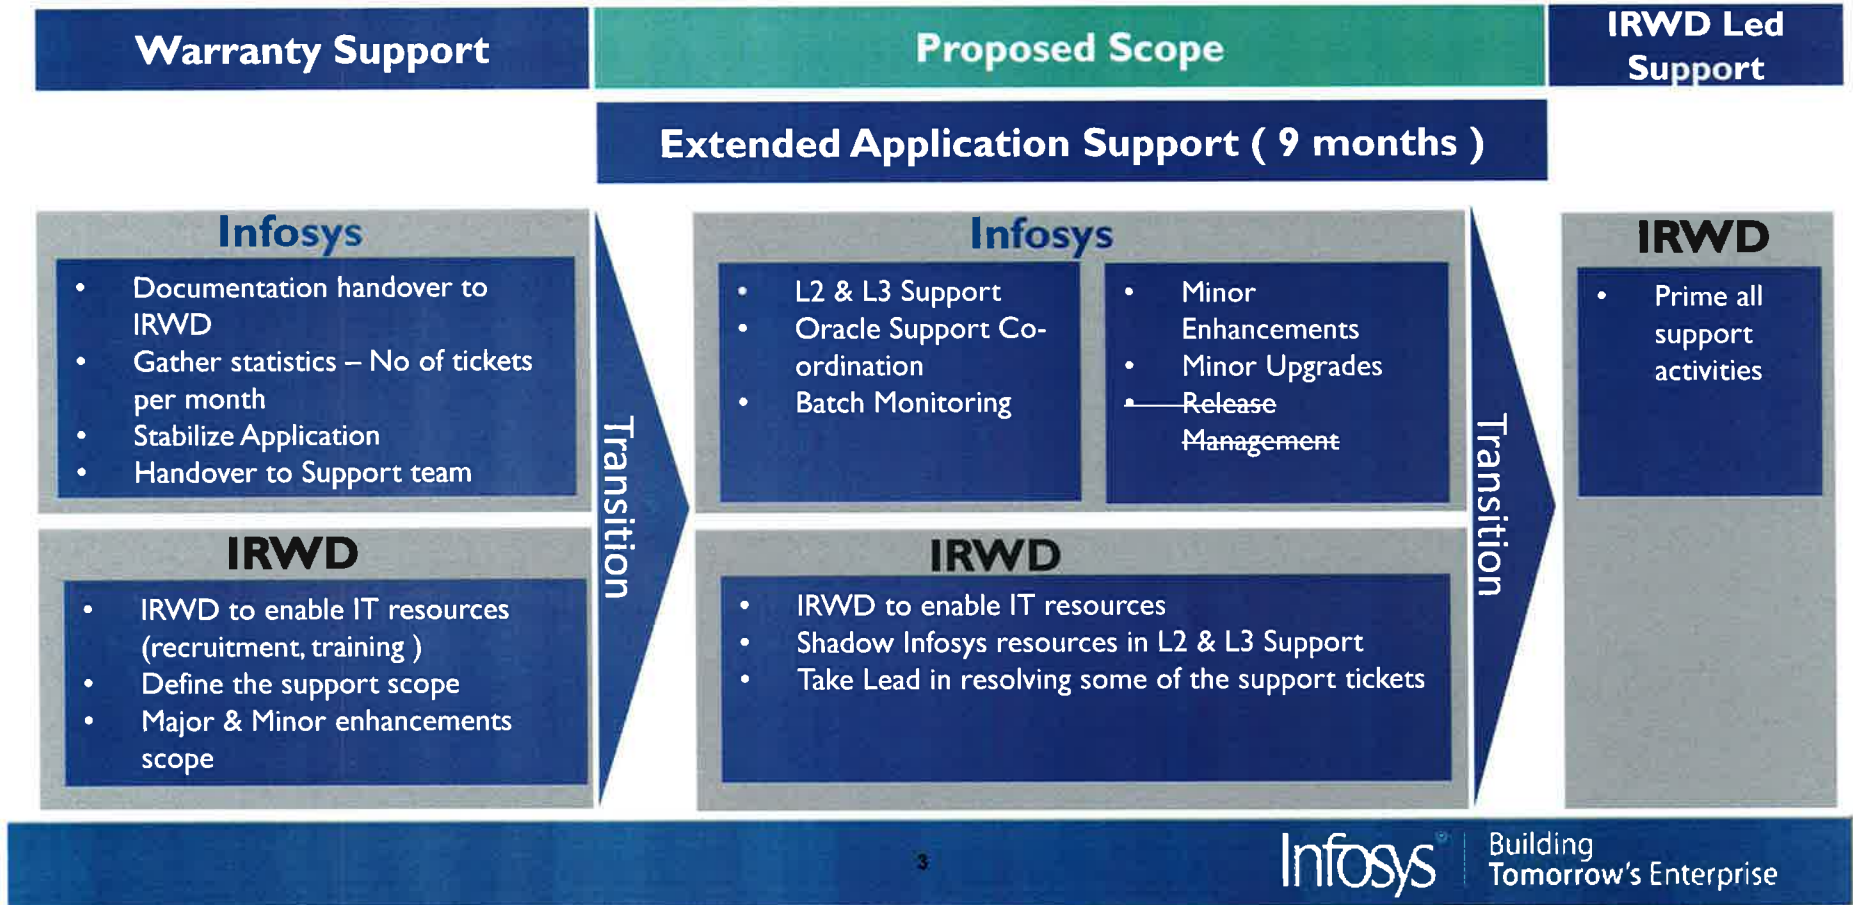 Warranty Support
Proposed Scope
IRWD Led
Support
Extended Application Support ( 9 months )
Infosys
• Documentation handover to
IRWD
• Gather statistics – No of tickets
per month
• Stabilize Application
• Handover to Support team
IRWD
• IRWD to enable IT resources
(recruitment, training )
• Define the support scope
• Major & Minor enhancements
scope
Transition
Infosys
• L2 & L3 Support
• Oracle Support Co-
ordination
• Batch Monitoring
• Minor
Enhancements
• Minor Upgrades
• Release
Management
IRWD
• IRWD to enable IT resources
• Shadow Infosys resources in L2 & L3 Support
• Take Lead in resolving some of the support tickets
Transition
IRWD
• Prime all
support
activities
3
Infosys®
Building
Tomorrow's Enterprise